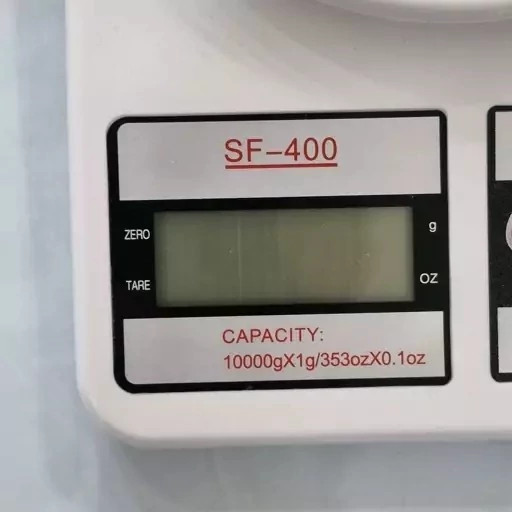 SF-400
ZERO g
TARE OZ
CAPACITY:
10000gX1g/353ozX0.1oz